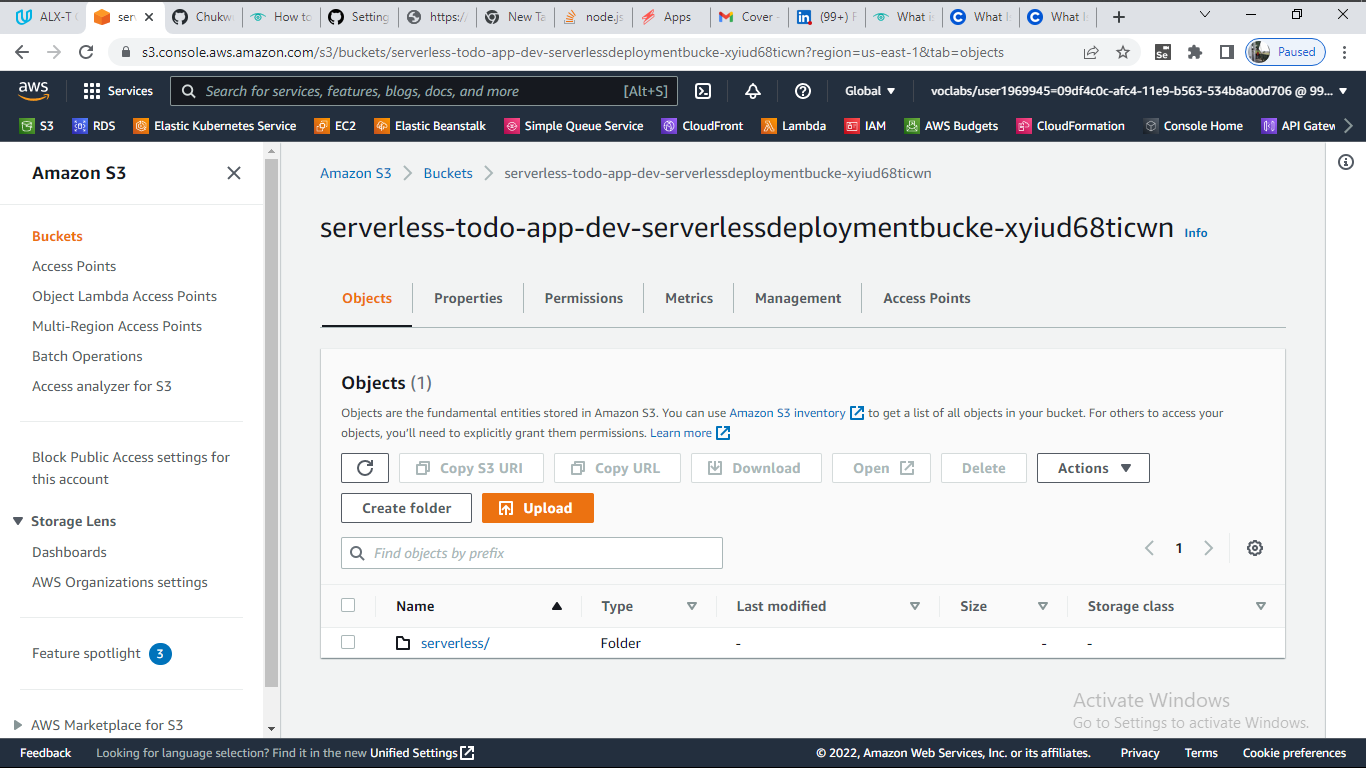 ALX-T
serv
Chukw
How to
Setting
https:/
New Ta
node.js
Apps
Cover -
(99+) F
What is
What Is
What Is
s3.console.aws.amazon.com/s3/buckets/serverless-todo-app-dev-serverlessdeploymentbucke-xyiud68ticwn?region=us-east-1&tab=objects
Se
Paused
aws
Services
Search for services, features, blogs, docs, and more [Alt+S]
Global
voclabs/user1969945=09df4c0c-afc4-11e9-b563-534b8a00d706 @ 99...
S3 RDS Elastic Kubernetes Service EC2 Elastic Beanstalk Simple Queue Service CloudFront Lambda IAM AWS Budgets CloudFormation Console Home API Gatew
Amazon S3
Buckets
Access Points
Object Lambda Access Points
Multi-Region Access Points
Batch Operations
Access analyzer for S3
Block Public Access settings for
this account
Storage Lens
Dashboards
AWS Organizations settings
Feature spotlight 3
AWS Marketplace for S3
Amazon S3 Buckets serverless-todo-app-dev-serverlessdeploymentbucke-xyiud68ticwn
serverless-todo-app-dev-serverlessdeploymentbucke-xyiud68ticwn Info
Objects Properties Permissions Metrics Management Access Points
Objects (1)
Objects are the fundamental entities stored in Amazon S3. You can use Amazon S3 inventory to get a list of all objects in your bucket. For others to access your
objects, you'll need to explicitly grant them permissions. Learn more
Copy S3 URI Copy URL Download Open Delete Actions
Create folder Upload
Find objects by prefix
1
Name Type Last modified Size Storage class
serverless/ Folder - - -
Activate Windows
Go to Settings to activate Windows.
Feedback Looking for language selection? Find it in the new Unified Settings © 2022, Amazon Web Services, Inc. or its affiliates. Privacy Terms Cookie preferences